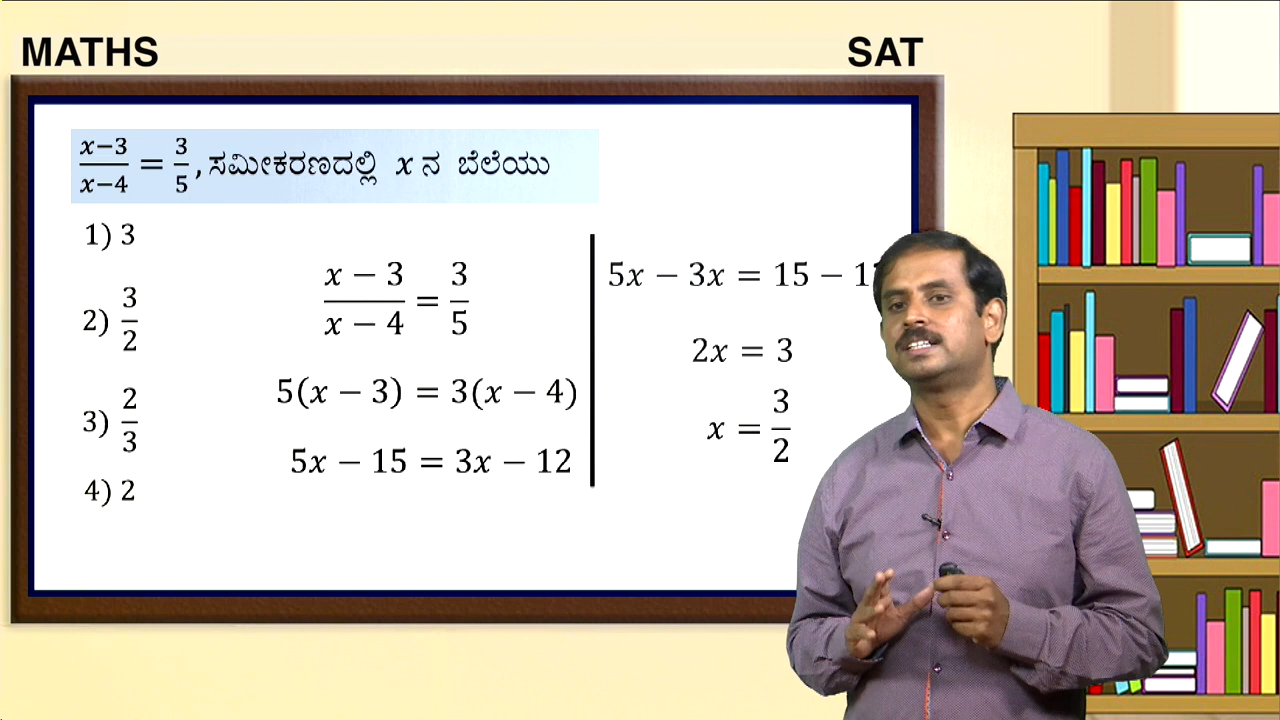 MATHS SAT
(x−3)/(x−4) = 3/5, ಸಮೀಕರಣದಲ್ಲಿ x ನ ಬೆಲೆಯು
1) 3
2) 3/2
3) 2/3
4) 2
(x − 3)/(x − 4) = 3/5
5(x − 3) = 3(x − 4)
5x − 15 = 3x − 12
5x − 3x = 15 −
2x = 3
x = 3/2